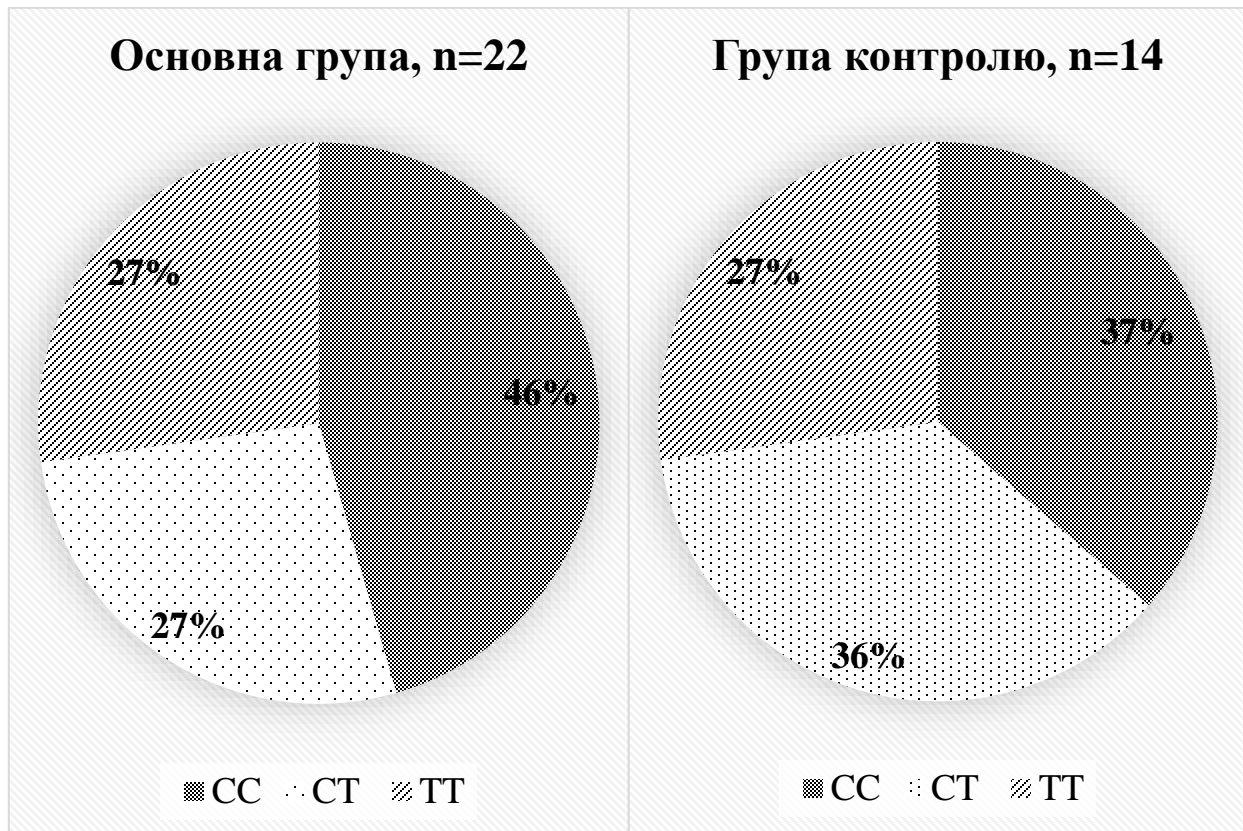 Основна група, n=22
27%
46%
27%
CC CT TT
Група контролю, n=14
27%
37%
36%
CC CT TT